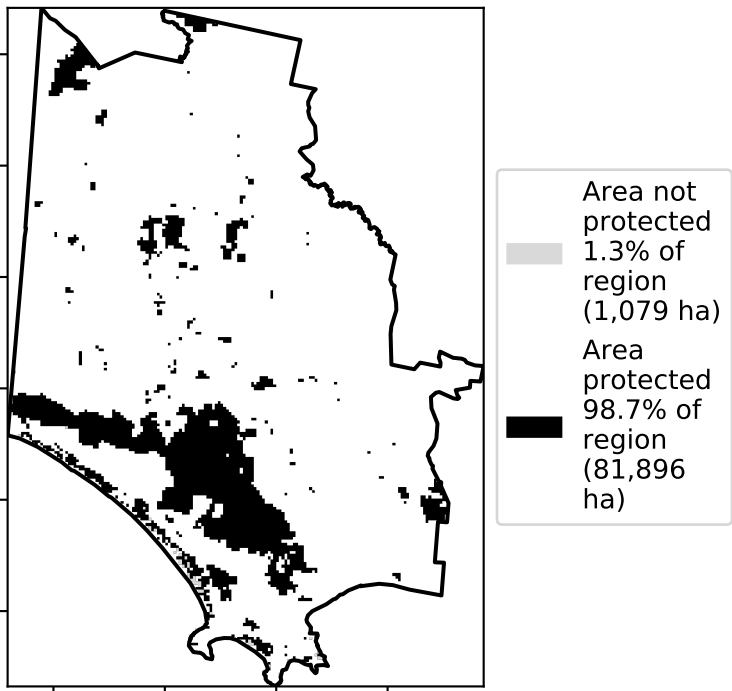 Area not
protected
1.3% of
region
(1,079 ha)
Area
protected
98.7% of
region
(81,896
ha)